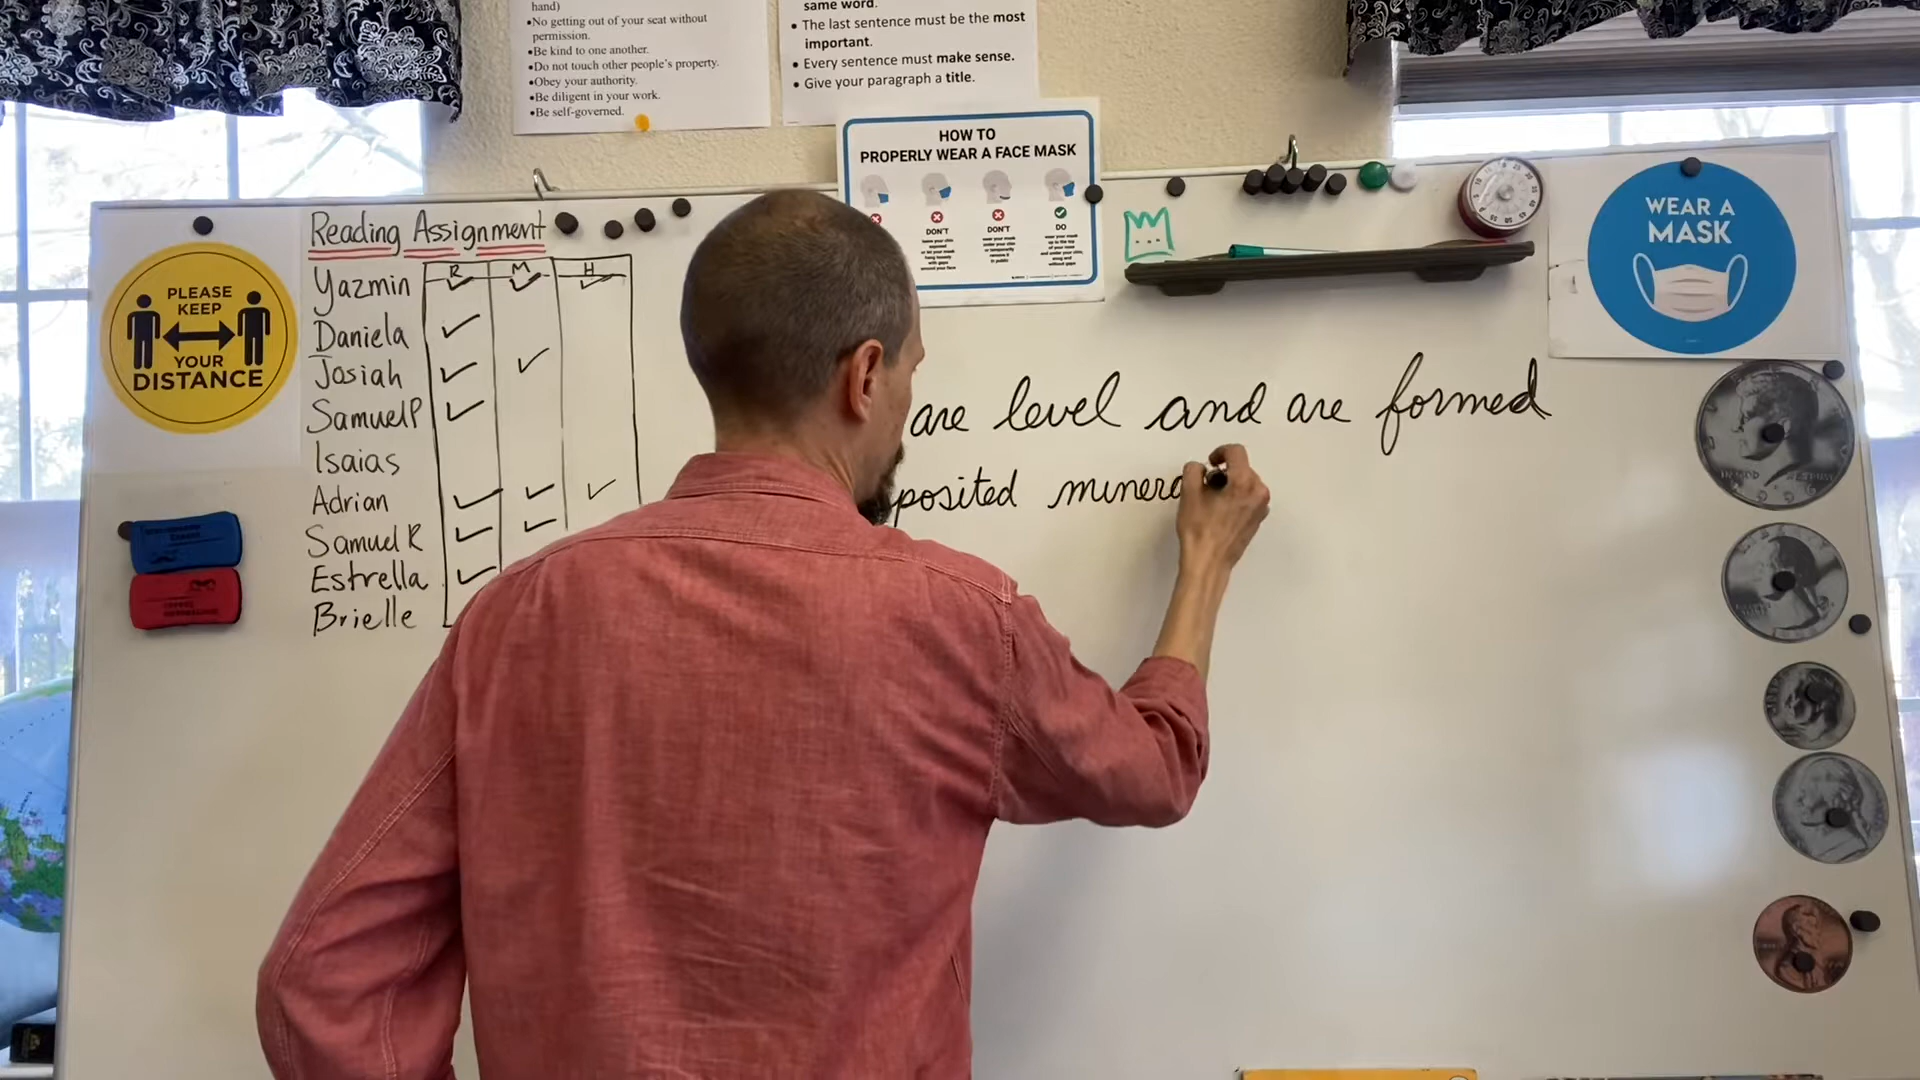 hand)
•No getting out of your seat without
permission.
•Be kind to one another.
•Do not touch other people's property.
•Obey your authority.
•Be diligent in your work.
•Be self-governed.
same word.
• The last sentence must be the most
important.
• Every sentence must make sense.
• Give your paragraph a title.
HOW TO
PROPERLY WEAR A FACE MASK
DON'T
DON'T
DO
WEAR A
MASK
PLEASE
KEEP
YOUR
DISTANCE
Reading Assignment
R M H
Yazmin
Daniela
Josiah
Samuel P
Isaias
Adrian
Samuel R
Estrella
Brielle
are level and are formed
posited minera